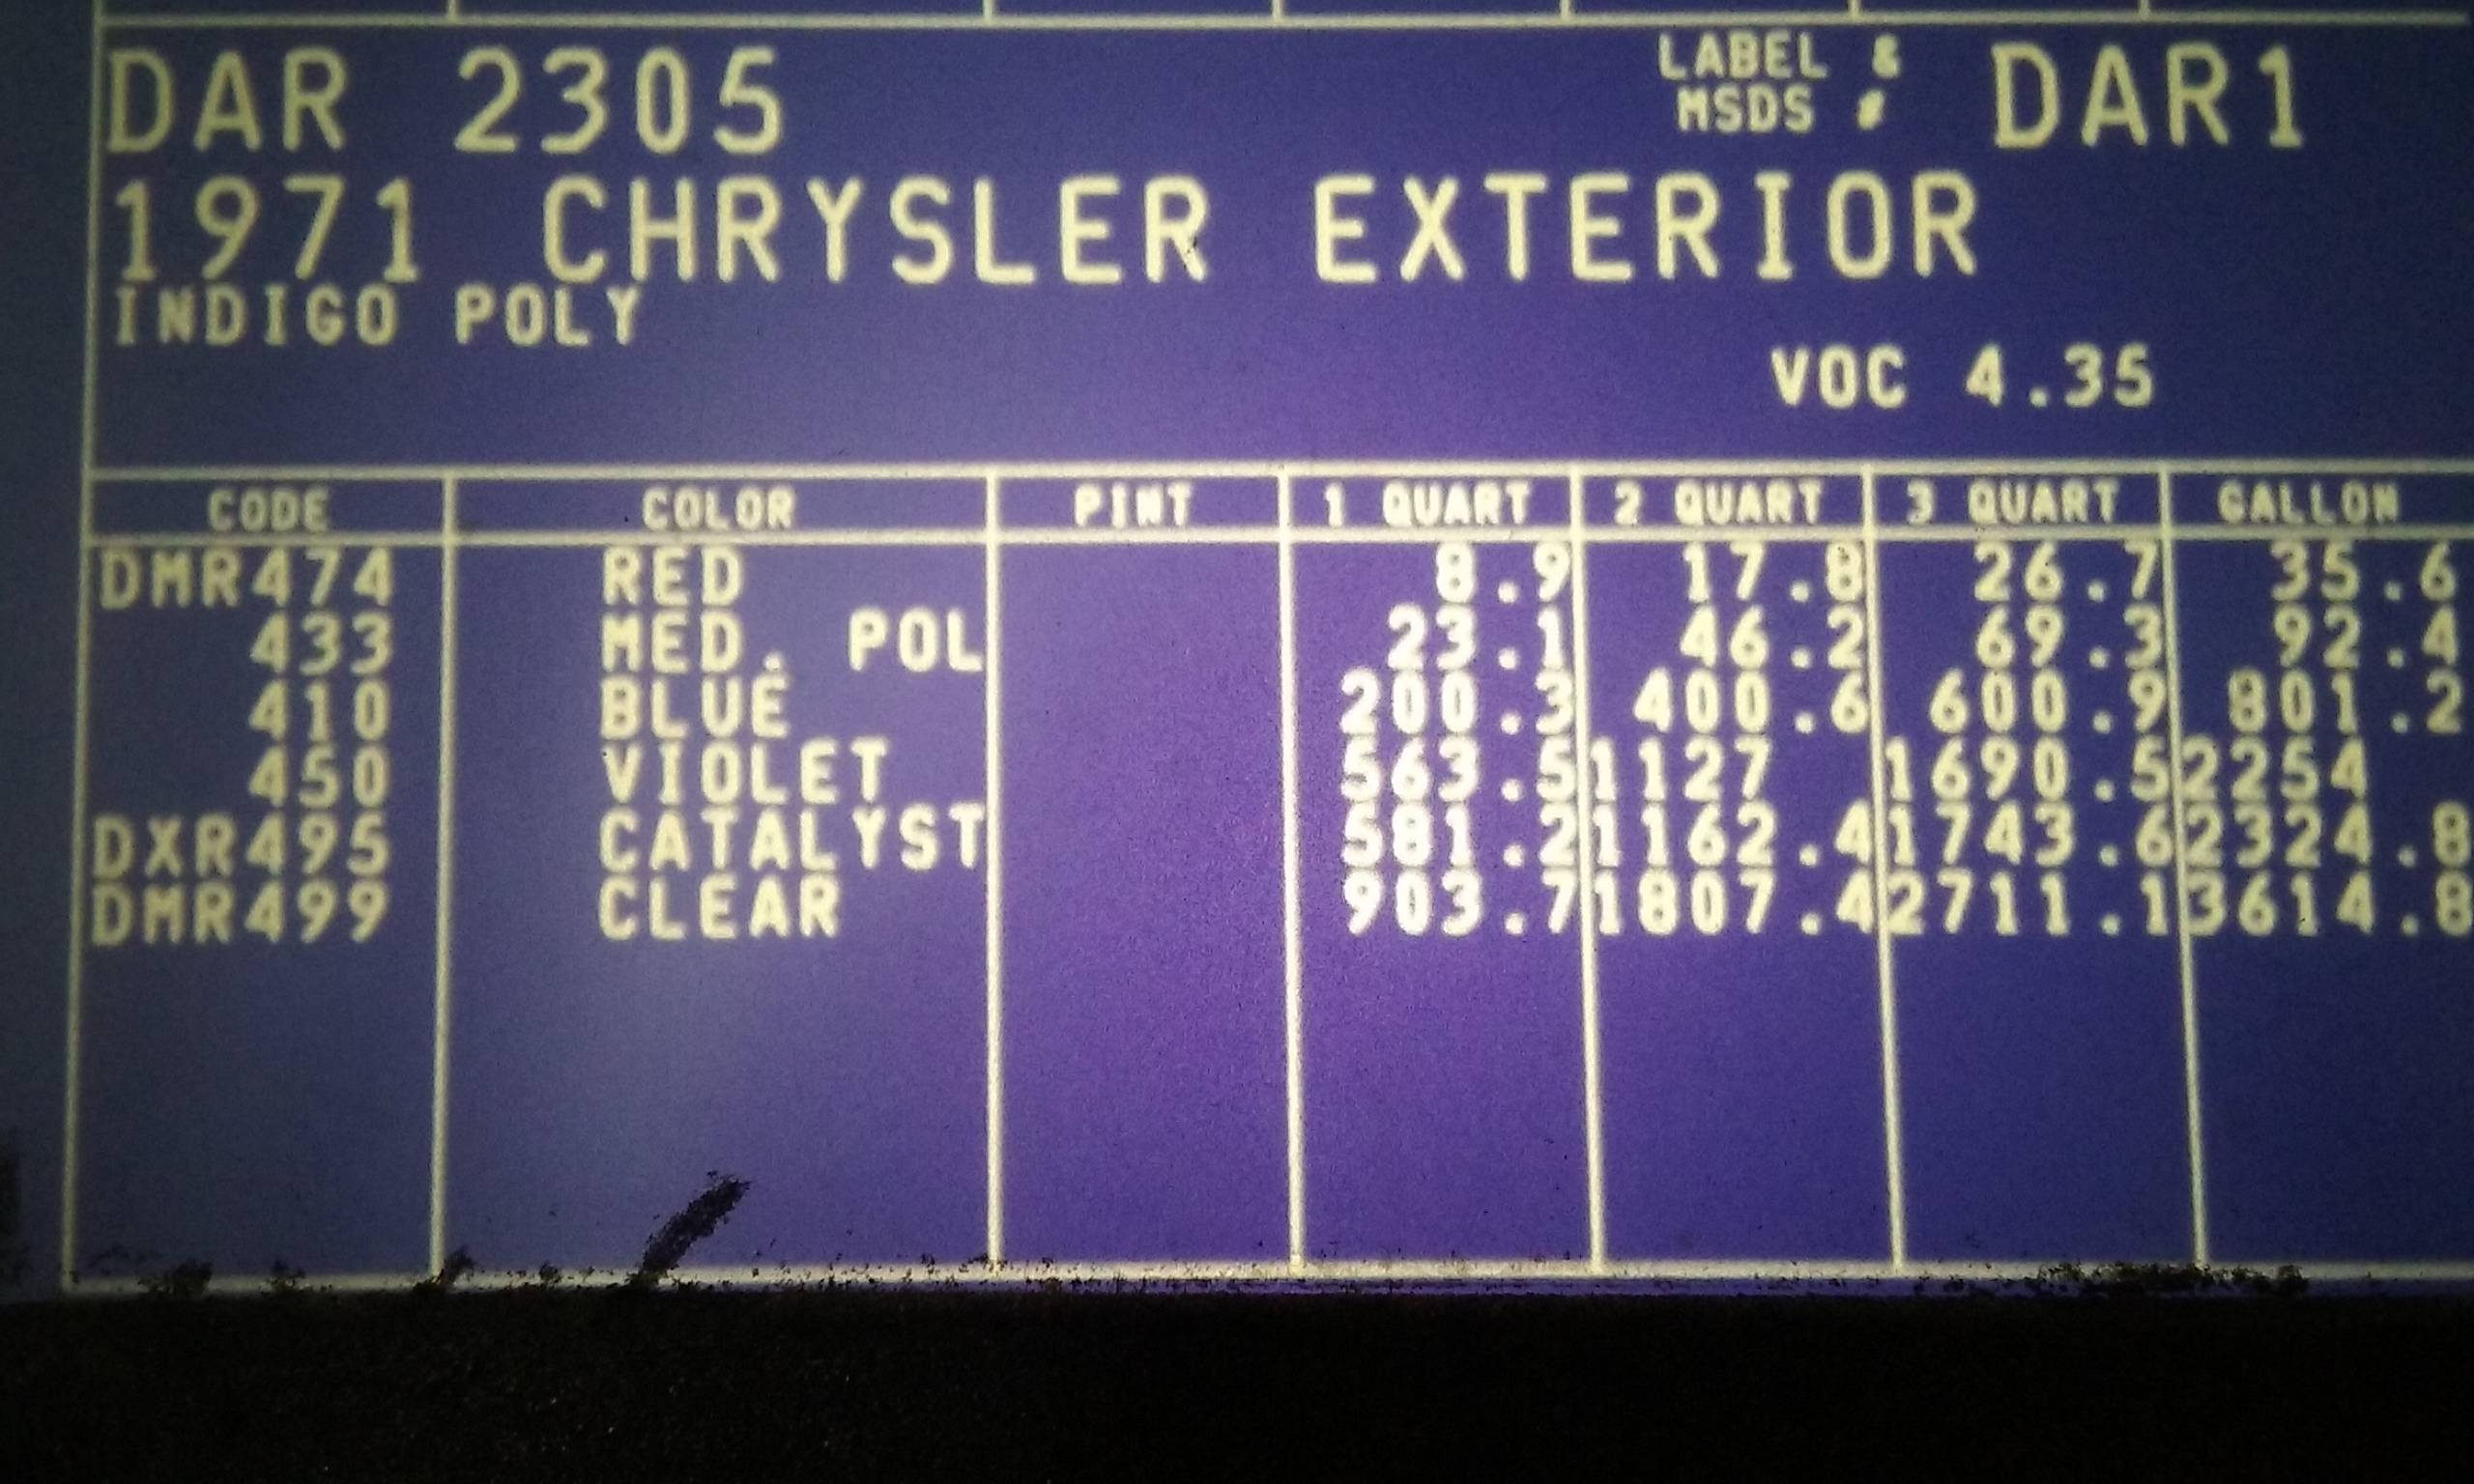 DAR 2305
LABEL &
MSDS #
DAR1
1971 CHRYSLER EXTERIOR
INDIGO POLY
VOC 4.35
CODE COLOR PINT 1 QUART 2 QUART 3 QUART GALLON
DMR474 RED 8.9 17.8 26.7 35.6
433 MED. POL 23.1 46.2 69.3 92.4
410 BLUE 200.3 400.6 600.9 801.2
450 VIOLET 563.5 1127 1690.5 2254
DXR495 CATALYST 581.2 1162.4 1743.6 2324.8
DMR499 CLEAR 903.7 1807.4 2711.1 3614.8